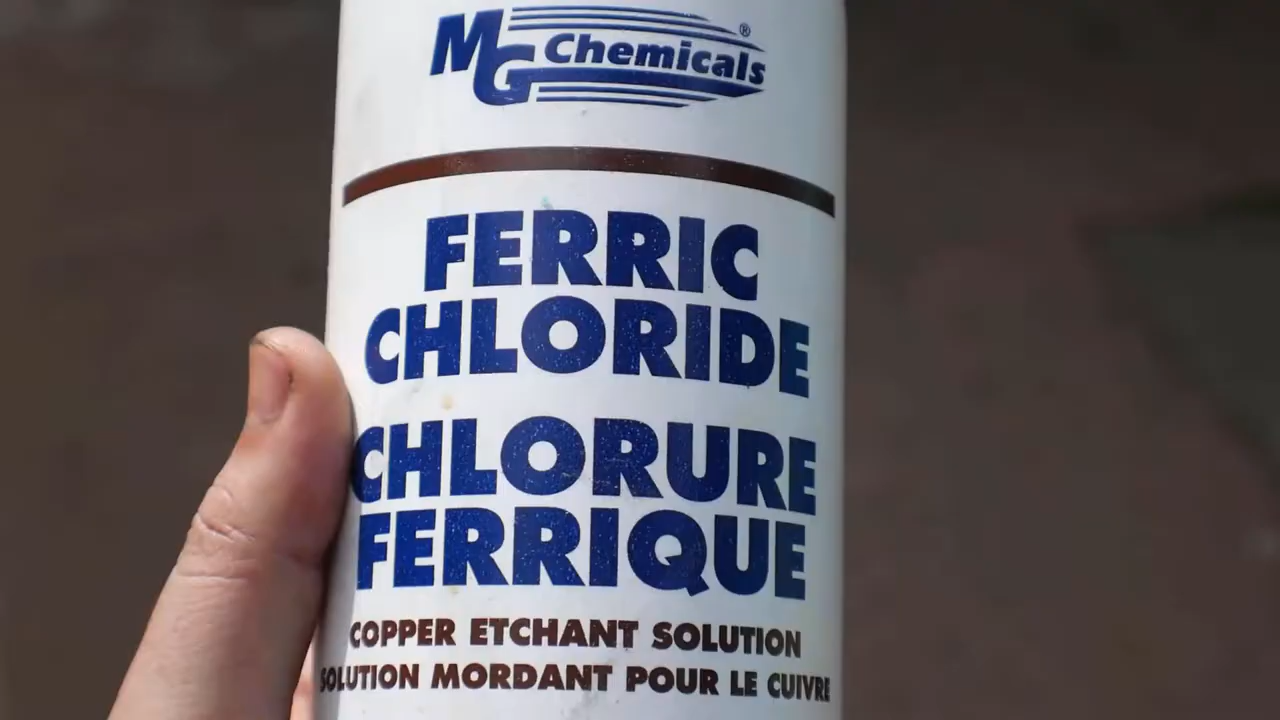 MG Chemicals®
FERRIC
CHLORIDE
CHLORURE
FERRIQUE
COPPER ETCHANT SOLUTION
SOLUTION MORDANT POUR LE CUIVRE